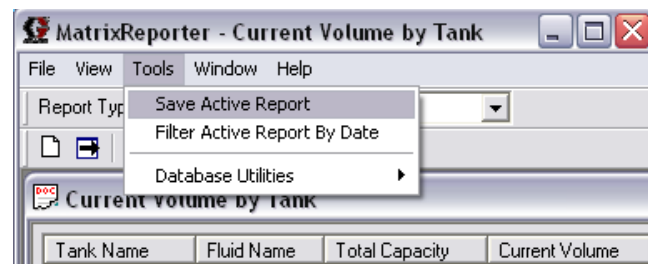 MatrixReporter - Current Volume by Tank
File View Tools Window Help
Report Typ
Save Active Report
Filter Active Report By Date
Database Utilities
DOC
Current Volume by Tank
Tank Name Fluid Name Total Capacity Current Volume